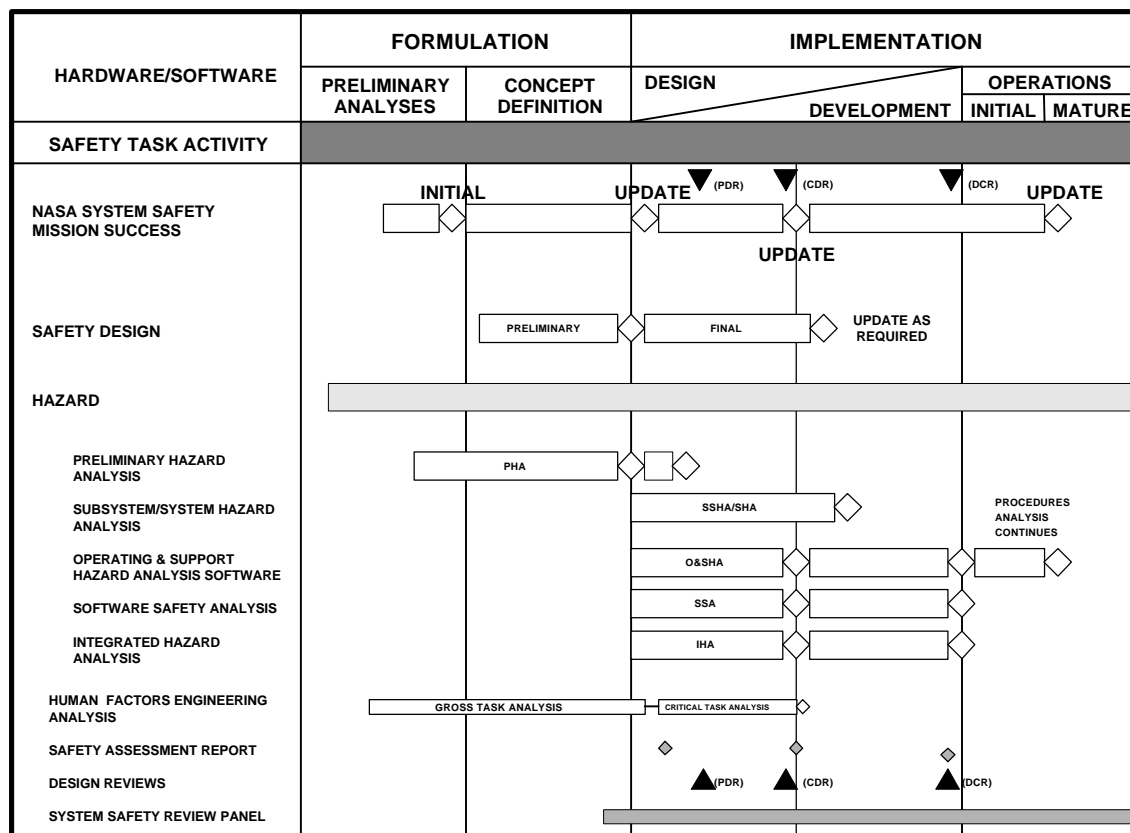 FORMULATION
IMPLEMENTATION
HARDWARE/SOFTWARE
PRELIMINARY
ANALYSES
CONCEPT
DEFINITION
DESIGN
DEVELOPMENT
OPERATIONS
INITIAL
MATURE
SAFETY TASK ACTIVITY
(PDR)
(CDR)
(DCR)
INITIAL
UPDATE
UPDATE
NASA SYSTEM SAFETY
MISSION SUCCESS
UPDATE
SAFETY DESIGN
PRELIMINARY
FINAL
UPDATE AS
REQUIRED
HAZARD
PRELIMINARY HAZARD
ANALYSIS
PHA
SUBSYSTEM/SYSTEM HAZARD
ANALYSIS
SSHA/SHA
PROCEDURES
ANALYSIS
CONTINUES
OPERATING & SUPPORT
HAZARD ANALYSIS SOFTWARE
O&SHA
SOFTWARE SAFETY ANALYSIS
SSA
INTEGRATED HAZARD
ANALYSIS
IHA
HUMAN FACTORS ENGINEERING
ANALYSIS
GROSS TASK ANALYSIS
CRITICAL TASK ANALYSIS
SAFETY ASSESSMENT REPORT
DESIGN REVIEWS
(PDR)
(CDR)
(DCR)
SYSTEM SAFETY REVIEW PANEL